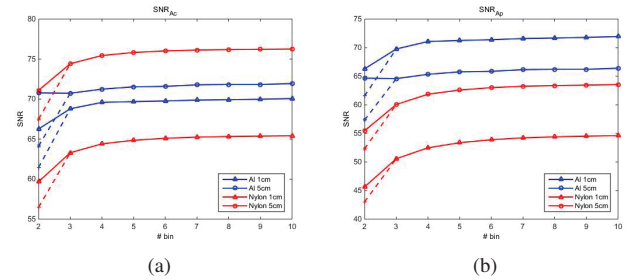 SNR_Ac
80
75
70
65
60
55
SNR
2 3 4 5 6 7 8 9 10
# bin
Al 1cm
Al 5cm
Nylon 1cm
Nylon 5cm
(a)
SNR_Ap
75
70
65
60
55
50
45
40
SNR
2 3 4 5 6 7 8 9 10
# bin
Al 1cm
Al 5cm
Nylon 1cm
Nylon 5cm
(b)